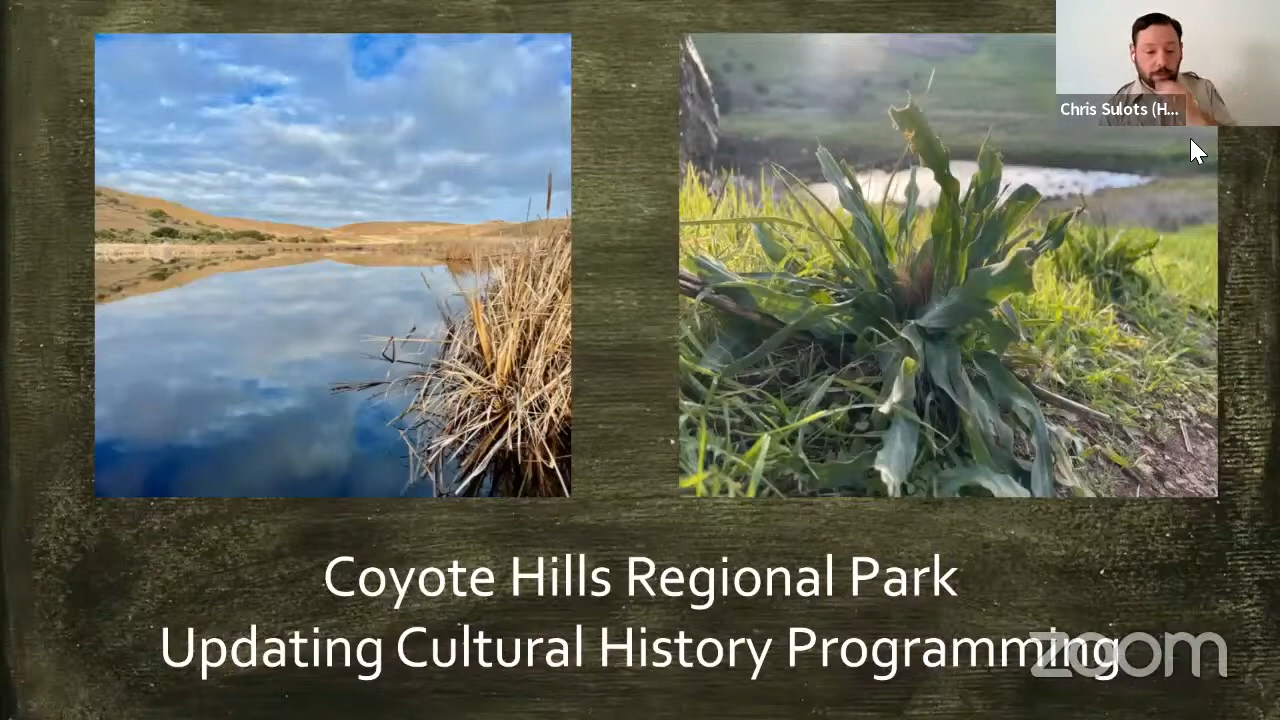 Chris Sulots (H...
Coyote Hills Regional Park
Updating Cultural History Programming
zoom